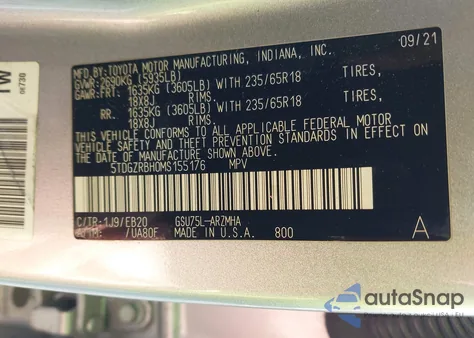 MFD. BY: TOYOTA MOTOR MANUFACTURING, INDIANA, INC. 09/21
GVWR: 2690KG (5935LB)
GAWR:FRT. 1635KG (3605LB) WITH 235/65R18 TIRES,
18X8J RIMS
RR. 1635KG (3605LB) WITH 235/65R18 TIRES,
18X8J RIMS
THIS VEHICLE CONFORMS TO ALL APPLICABLE FEDERAL MOTOR
VEHICLE SAFETY AND THEFT PREVENTION STANDARDS IN EFFECT ON
THE DATE OF MANUFACTURE SHOWN ABOVE.
5TDGZRBH0MS155176 MPV
C/TR:1J9/EB20 GSU75L-ARZMHA
/UA80F MADE IN U.S.A. 800 A
autoSnap